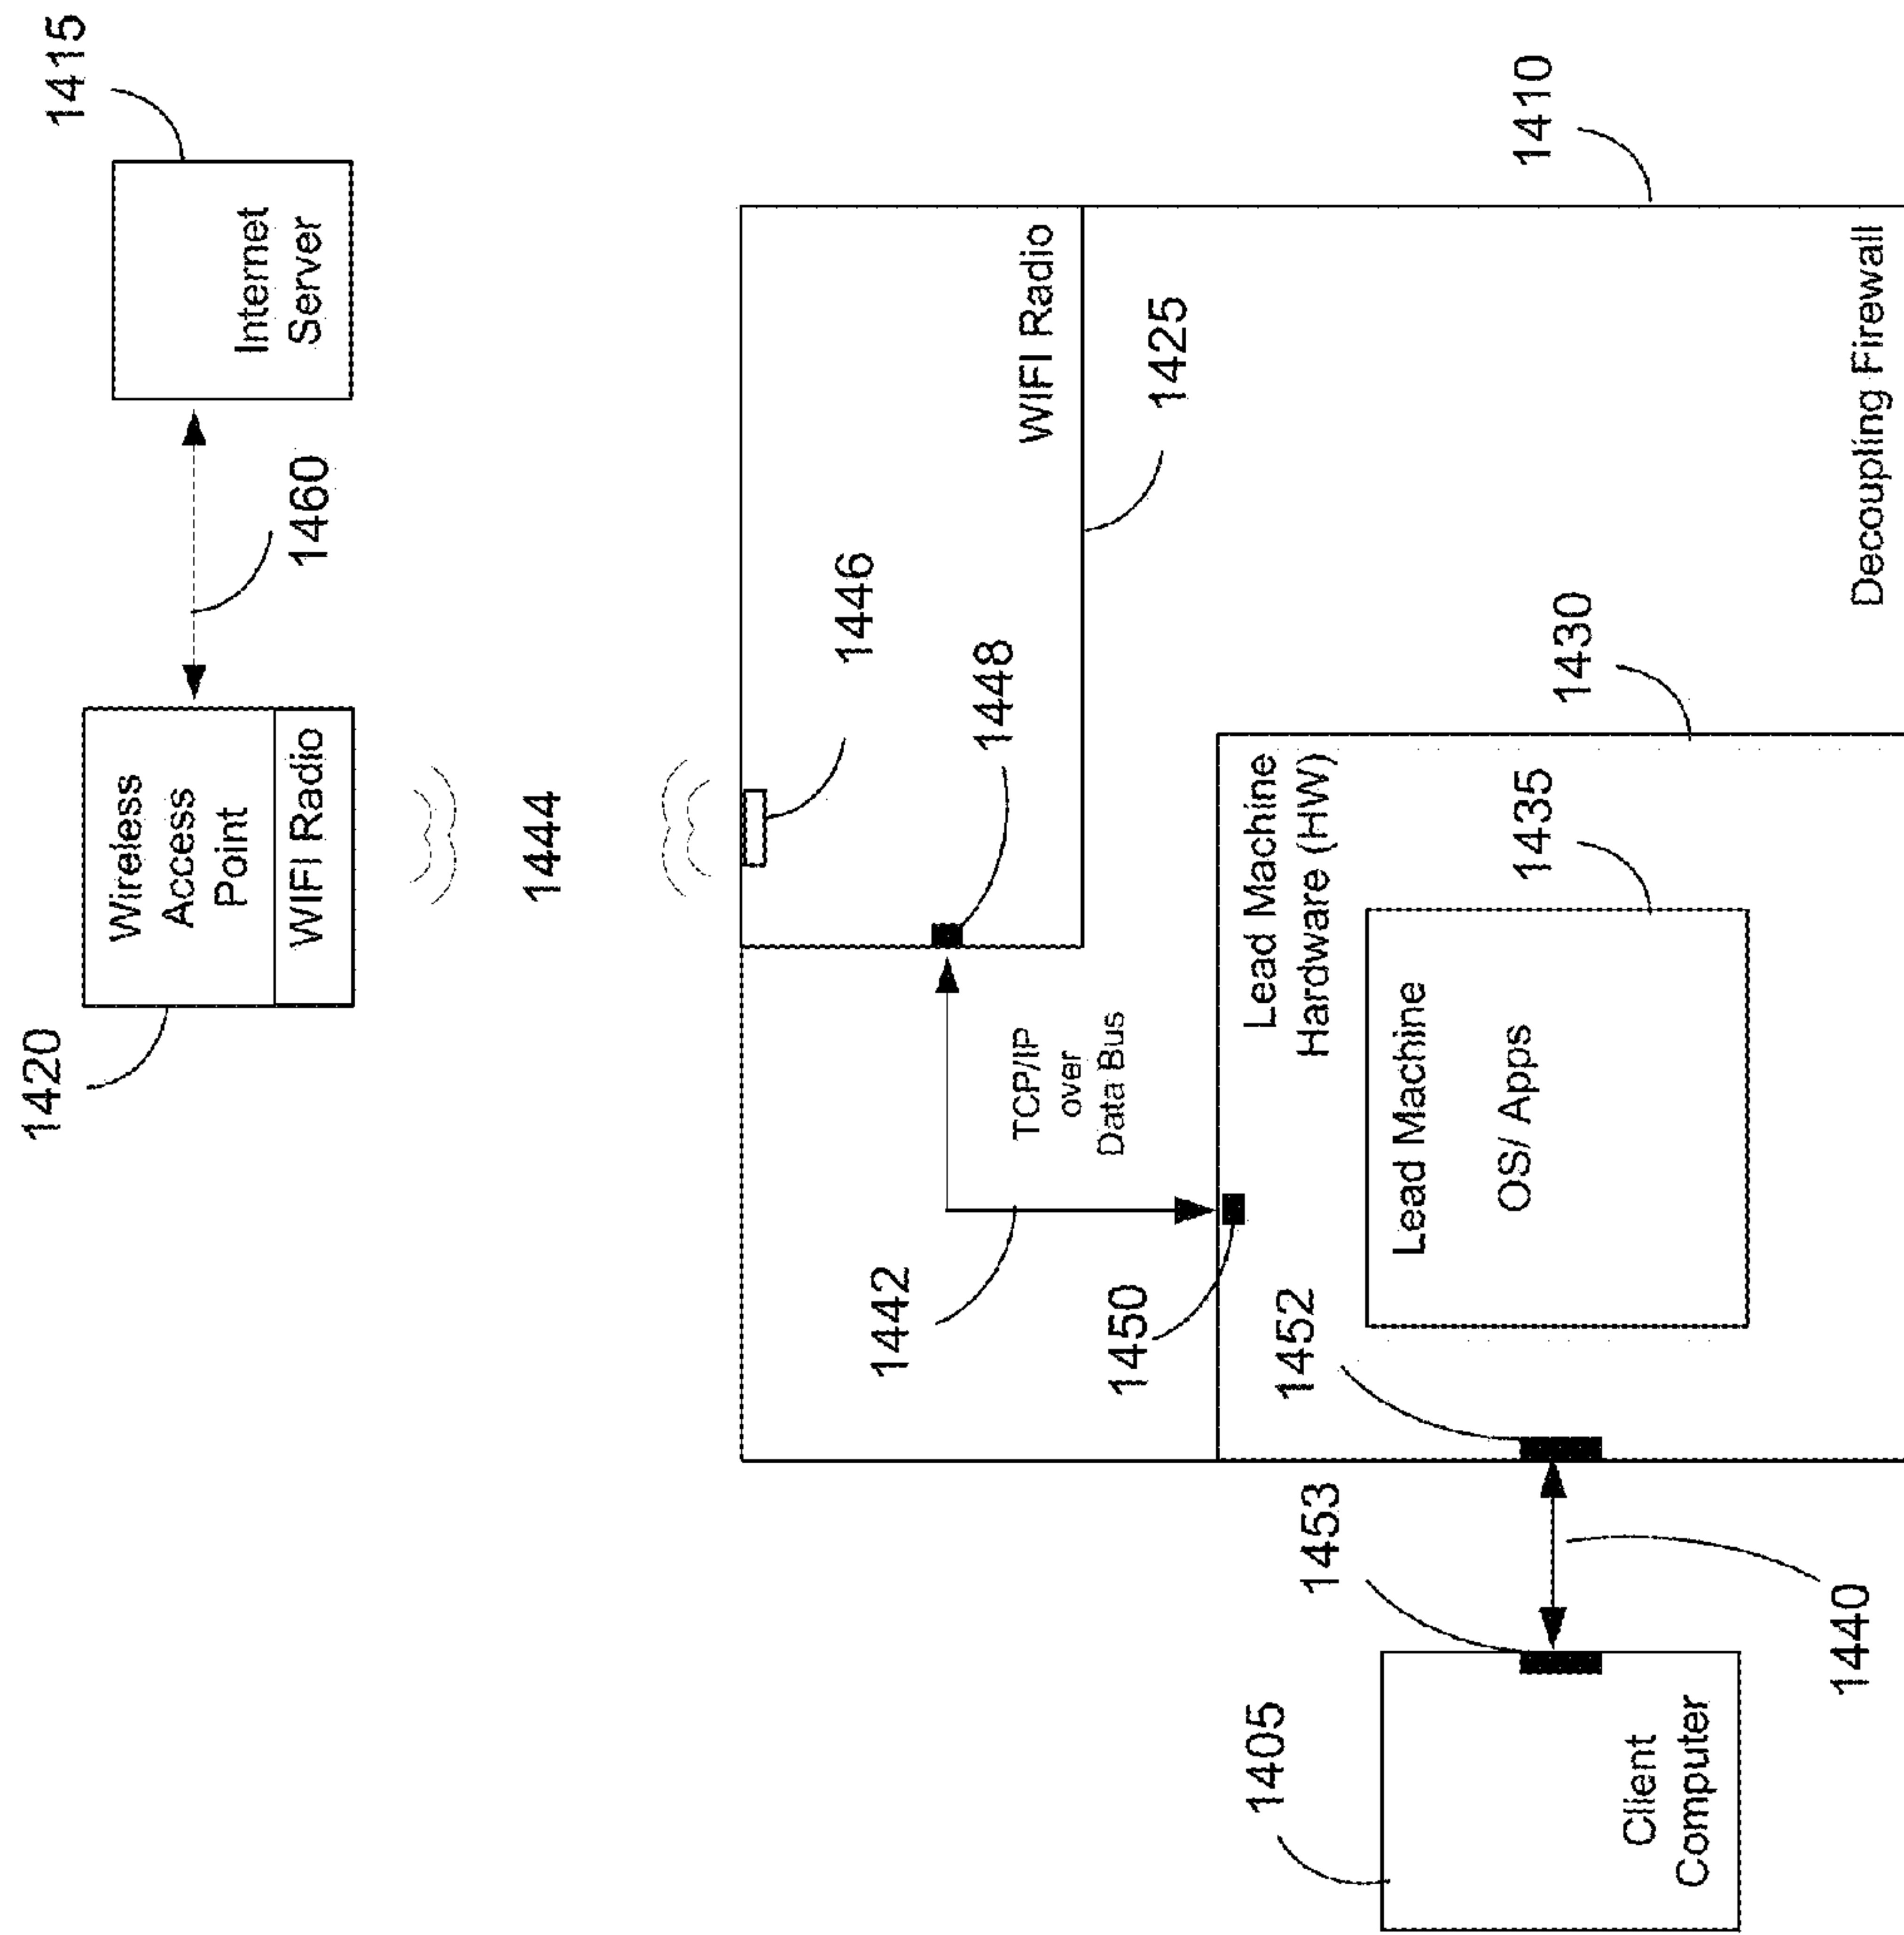 1415
Internet
Server
1460
1420
Wireless
Access
Point
WIFI Radio
1444
1410
1446
1448
WIFI Radio
1425
1442
TCP/IP
over
Data Bus
1450
1430
Lead Machine
Hardware (HW)
1435
Lead Machine
OS/ Apps
1452
Decoupling Firewall
1453
1440
1405
Client
Computer